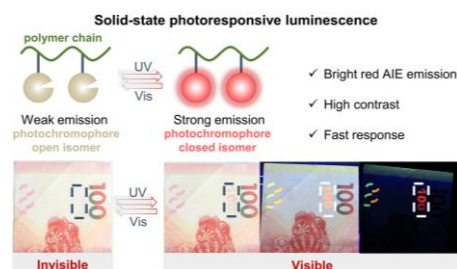 Solid-state photoresponsive luminescence
polymer chain
UV
Vis
Weak emission
photochromophore
open isomer
Strong emission
photochromophore
closed isomer
✓ Bright red AIE emission
✓ High contrast
✓ Fast response
100
UV
Vis
100
100
100
100
Invisible
Visible